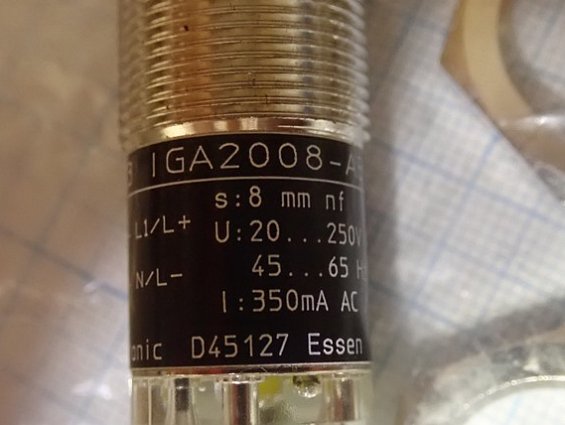 IGA2008-A
s:8 mm nf
L1/L+ U:20...250V
N/L- 45...65 H
I:350mA AC
onic D45127 Essen